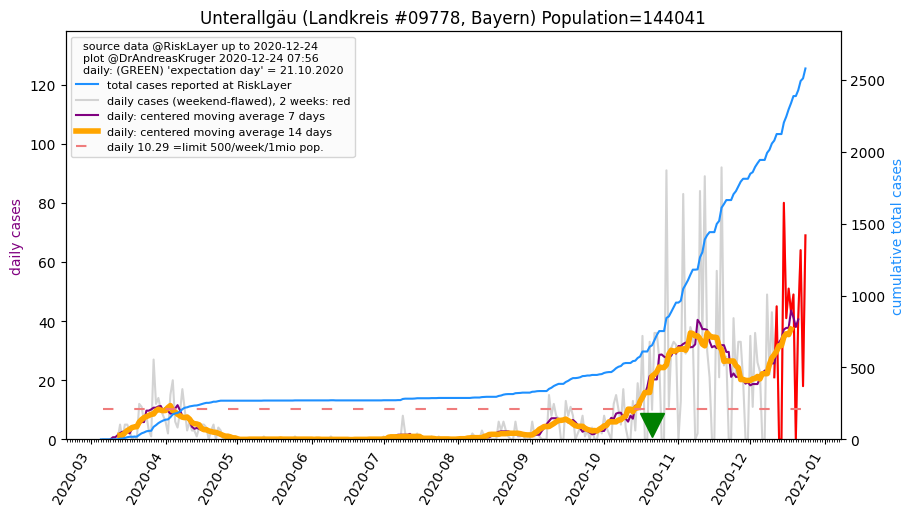 Unterallgäu (Landkreis #09778, Bayern) Population=144041
source data @RiskLayer up to 2020-12-24
plot @DrAndreasKruger 2020-12-24 07:56
daily: (GREEN) 'expectation day' = 21.10.2020
total cases reported at RiskLayer
daily cases (weekend-flawed), 2 weeks: red
daily: centered moving average 7 days
daily: centered moving average 14 days
daily 10.29 =limit 500/week/1mio pop.
daily cases
120
100
80
60
40
20
0
cumulative total cases
2500
2000
1500
1000
500
0
2020-03
2020-04
2020-05
2020-06
2020-07
2020-08
2020-09
2020-10
2020-11
2020-12
2021-01